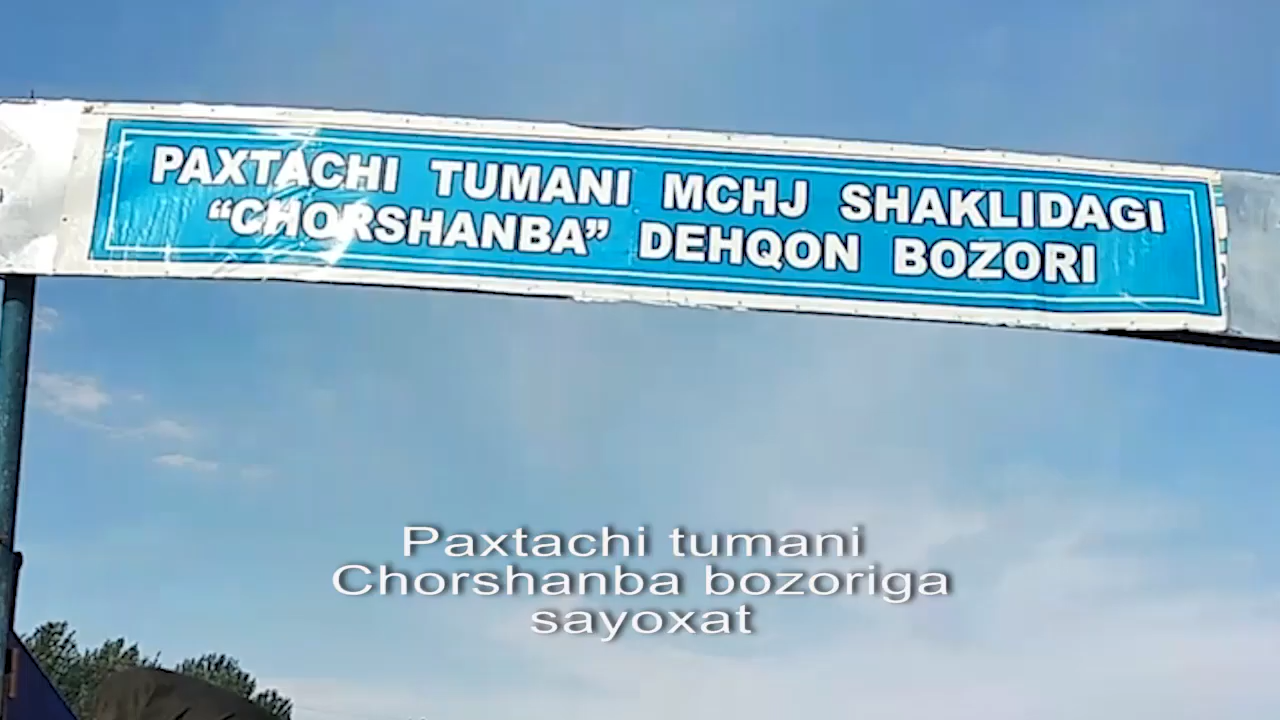 PAXTACHI TUMANI MCHJ SHAKLIDAGI
“CHORSHANBA” DEHQON BOZORI
Paxtachi tumani
Chorshanba bozoriga
sayoxat